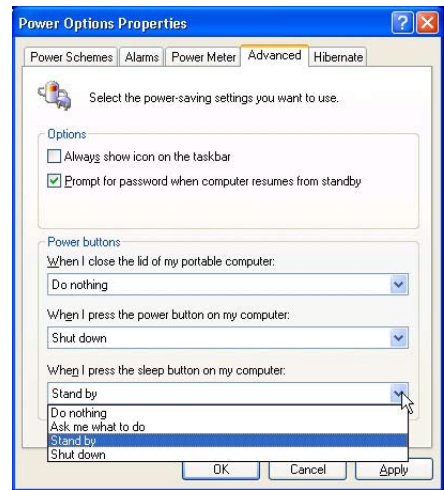 Power Options Properties
Power Schemes Alarms Power Meter Advanced Hibernate
Select the power-saving settings you want to use.
Options
Always show icon on the taskbar
Prompt for password when computer resumes from standby
Power buttons
When I close the lid of my portable computer:
Do nothing
When I press the power button on my computer:
Shut down
When I press the sleep button on my computer:
Stand by
Do nothing
Ask me what to do
Stand by
Shut down
OK Cancel Apply